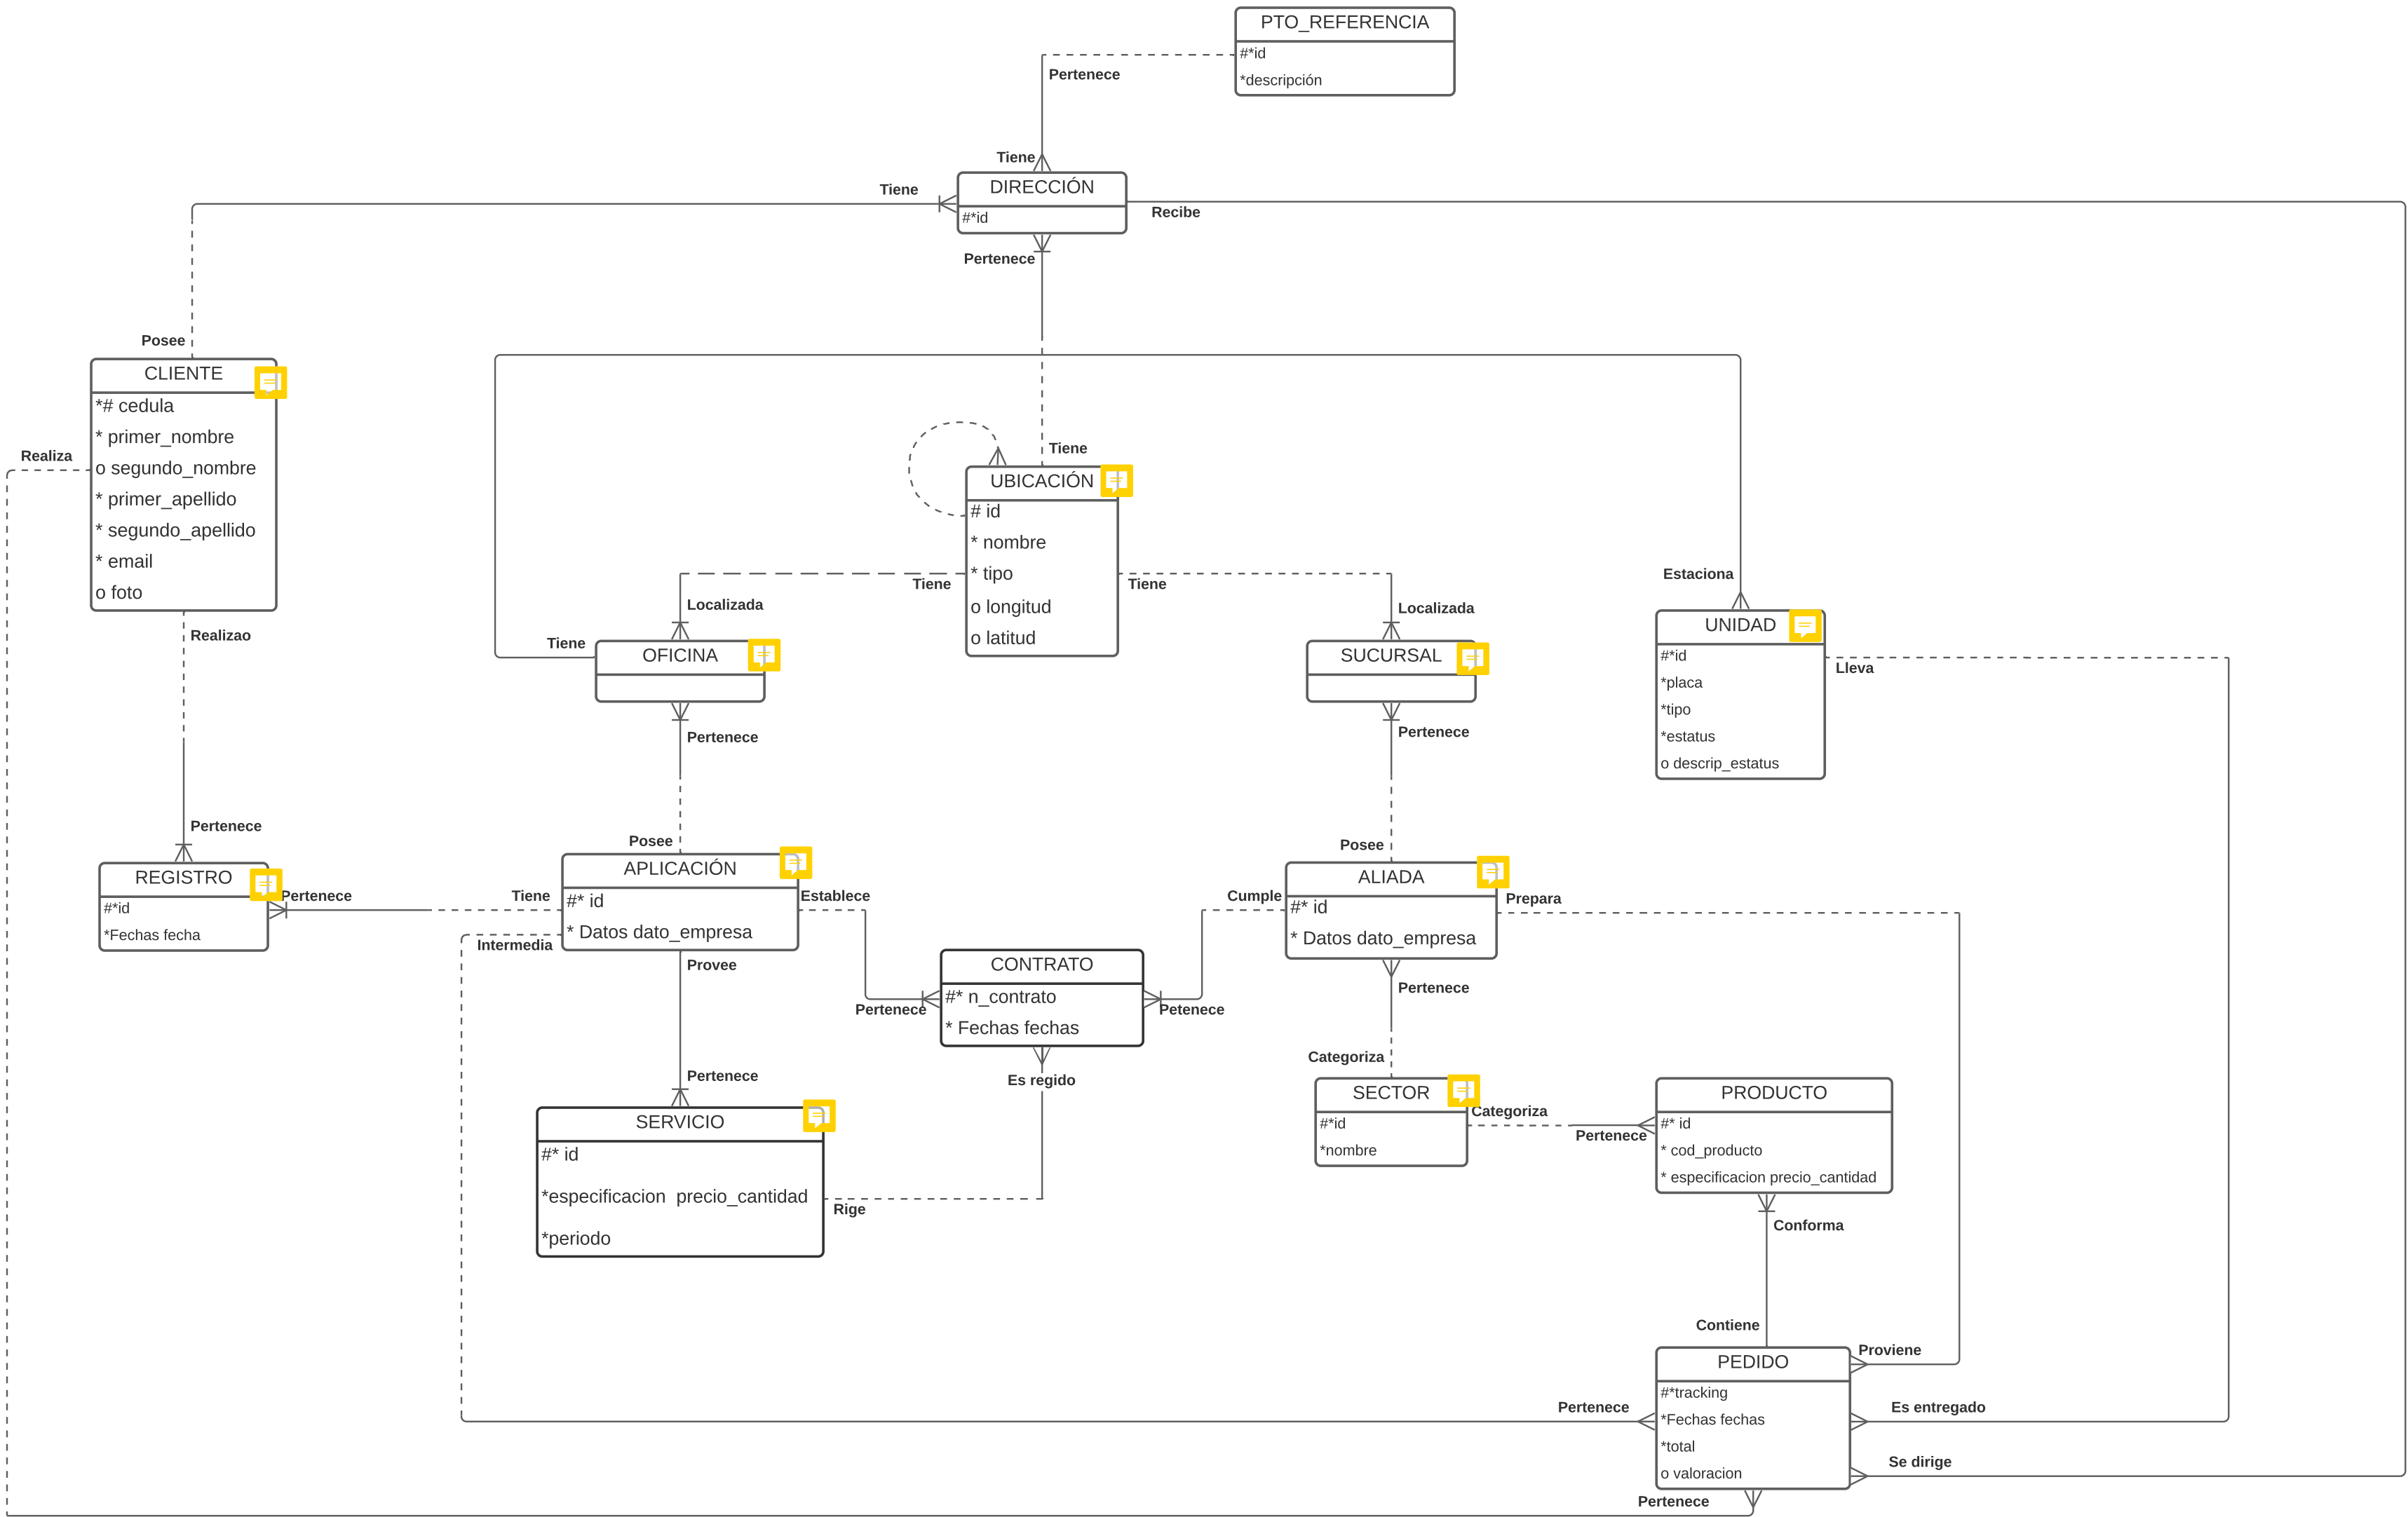 PTO_REFERENCIA
#*id
*descripción
Pertenece
Tiene
DIRECCIÓN
#*id
Tiene
Recibe
Pertenece
Posee
CLIENTE
*# cedula
* primer_nombre
o segundo_nombre
* primer_apellido
* segundo_apellido
* email
o foto
Realiza
Realizao
Tiene
UBICACIÓN
# id
* nombre
* tipo
o longitud
o latitud
Tiene
Tiene
Localizada
Localizada
Estaciona
Tiene
OFICINA
SUCURSAL
UNIDAD
#*id
*placa
*tipo
*estatus
o descrip_estatus
Lleva
Pertenece
Pertenece
Pertenece
Posee
Posee
REGISTRO
#*id
*Fechas fecha
Pertenece
Tiene
APLICACIÓN
#* id
* Datos dato_empresa
Establece
Intermedia
Provee
Cumple
ALIADA
#* id
* Datos dato_empresa
Prepara
CONTRATO
#* n_contrato
* Fechas fechas
Pertenece
Petenece
Pertenece
Es regido
Categoriza
Pertenece
SERVICIO
#* id
*especificacion precio_cantidad
*periodo
Rige
SECTOR
#*id
*nombre
Categoriza
Pertenece
PRODUCTO
#* id
* cod_producto
* especificacion precio_cantidad
Conforma
Contiene
PEDIDO
#*tracking
*Fechas fechas
*total
o valoracion
Proviene
Pertenece
Es entregado
Se dirige
Pertenece